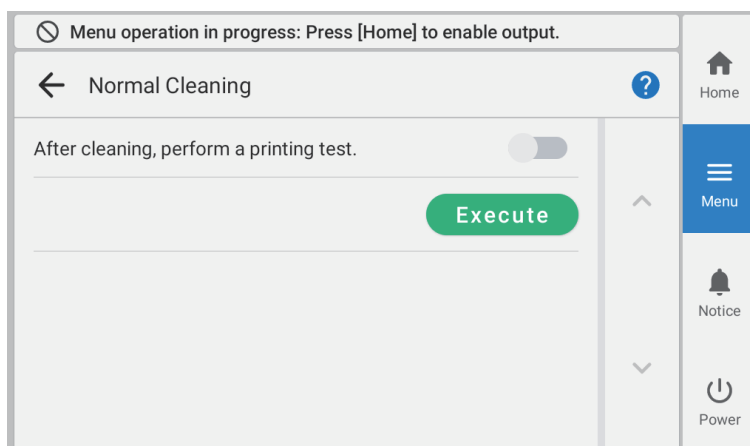 Menu operation in progress: Press [Home] to enable output.
Normal Cleaning
?
Home
After cleaning, perform a printing test.
Execute
Menu
Notice
Power